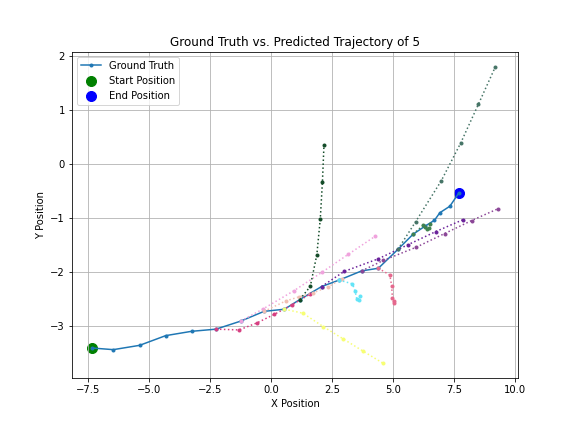 Ground Truth vs. Predicted Trajectory of 5
Ground Truth
Start Position
End Position
2
1
0
−1
−2
−3
Y Position
−7.5
−5.0
−2.5
0.0
2.5
5.0
7.5
10.0
X Position